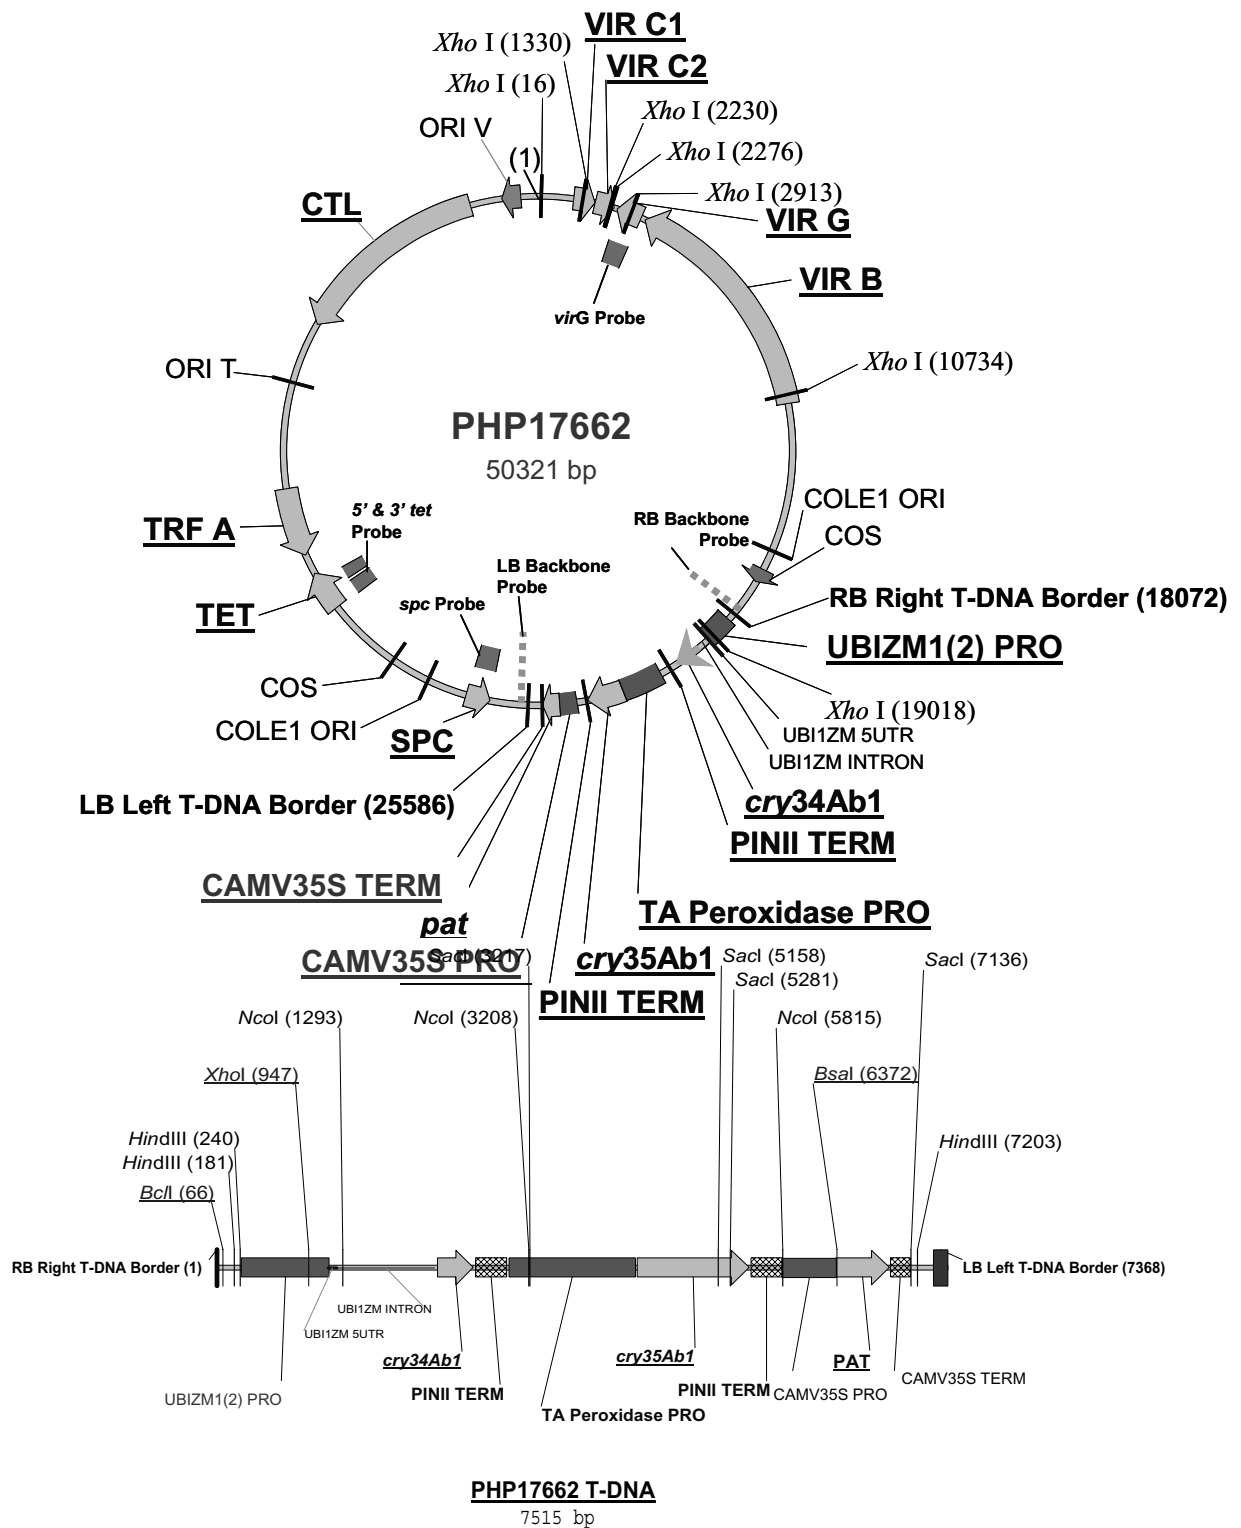 VIR C1
Xho I (1330)
VIR C2
Xho I (16)
Xho I (2230)
ORI V
(1)
Xho I (2276)
Xho I (2913)
CTL
VIR G
VIR B
virG Probe
ORI T
Xho I (10734)
PHP17662
50321 bp
COLE1 ORI
5' & 3' tet
Probe
RB Backbone
Probe
TRF A
COS
LB Backbone
Probe
RB Right T-DNA Border (18072)
spc Probe
TET
UBIZM1(2) PRO
COS
Xho I (19018)
COLE1 ORI
UBI1ZM 5UTR
SPC
UBI1ZM INTRON
LB Left T-DNA Border (25586)
cry34Ab1
PINII TERM
CAMV35S TERM
TA Peroxidase PRO
pat
CAMV35S PRO
SacI (3217)
cry35Ab1
SacI (5158)
SacI (7136)
SacI (5281)
PINII TERM
NcoI (1293)
NcoI (3208)
NcoI (5815)
XhoI (947)
BsaI (6372)
HindIII (240)
HindIII (7203)
HindIII (181)
BclI (66)
RB Right T-DNA Border (1)
LB Left T-DNA Border (7368)
UBI1ZM INTRON
UBI1ZM 5UTR
cry34Ab1
cry35Ab1
PAT
CAMV35S TERM
UBIZM1(2) PRO
PINII TERM
PINII TERM
CAMV35S PRO
TA Peroxidase PRO
PHP17662 T-DNA
7515 bp